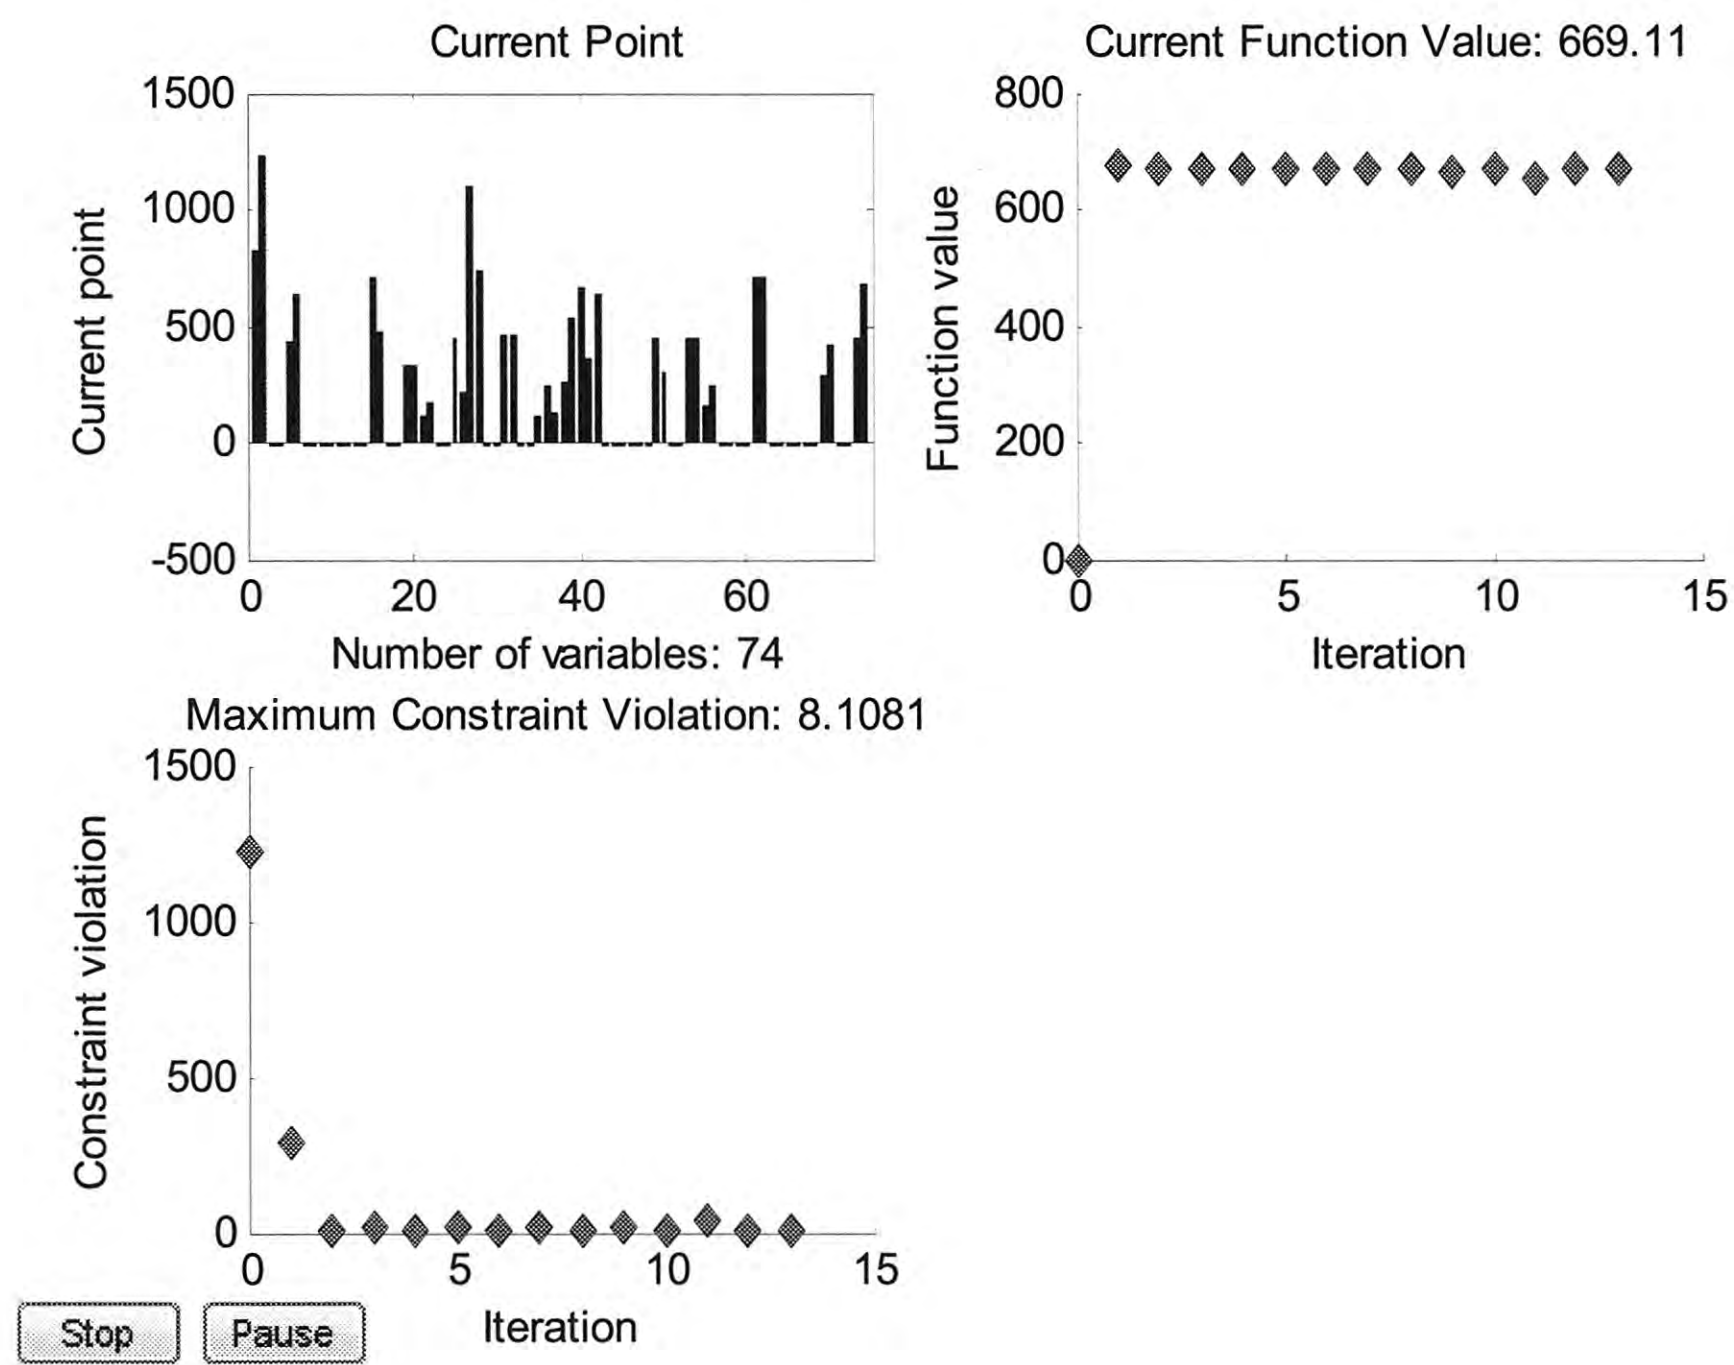 Current Point
1500
1000
500
0
-500
Current point
0 20 40 60
Number of variables: 74
Current Function Value: 669.11
800
600
400
200
0
Function value
0 5 10 15
Iteration
Maximum Constraint Violation: 8.1081
1500
1000
500
0
Constraint violation
0 5 10 15
Iteration
Stop
Pause